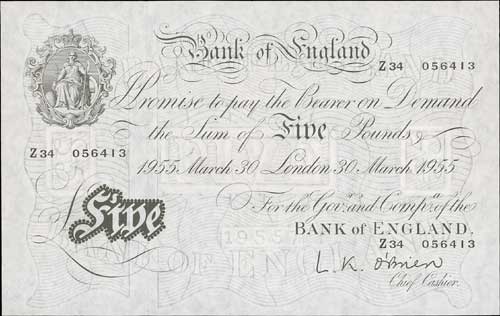 Bank of England
Z34 056413
I Promise to pay the Bearer on Demand
the Sum of Five Pounds
Z34 056413
1955 March 30 London 30 March 1955
£Five
For the Govr. and Compa. of the
BANK OF ENGLAND,
Z34 056413
L. K. O'Brien
Chief Cashier.